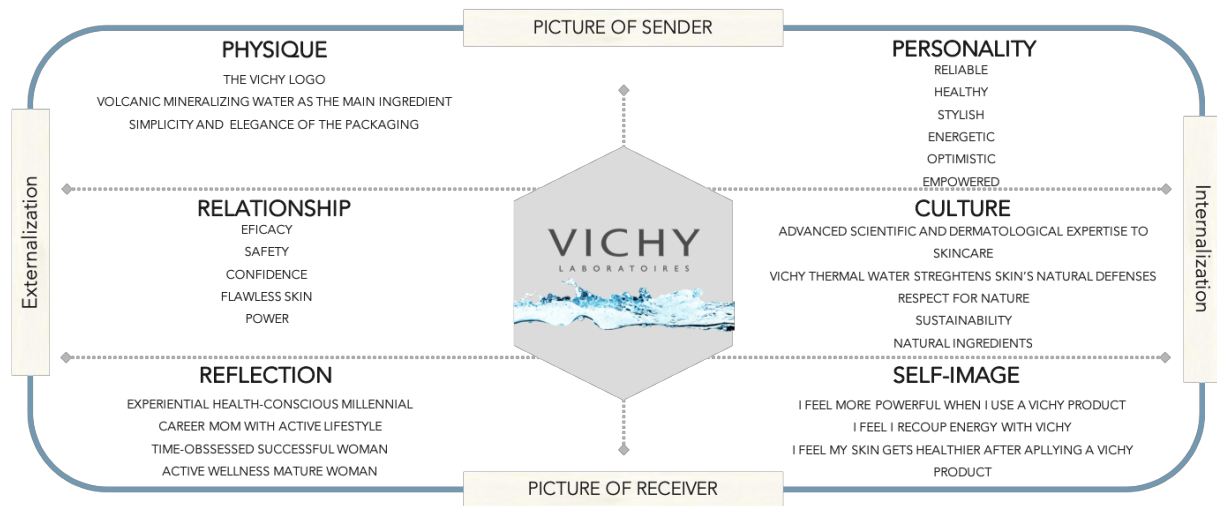 PICTURE OF SENDER
PHYSIQUE
THE VICHY LOGO
VOLCANIC MINERALIZING WATER AS THE MAIN INGREDIENT
SIMPLICITY AND ELEGANCE OF THE PACKAGING
PERSONALITY
RELIABLE
HEALTHY
STYLISH
ENERGETIC
OPTIMISTIC
EMPOWERED
Externalization
RELATIONSHIP
EFICACY
SAFETY
CONFIDENCE
FLAWLESS SKIN
POWER
VICHY
LABORATOIRES
CULTURE
ADVANCED SCIENTIFIC AND DERMATOLOGICAL EXPERTISE TO
SKINCARE
VICHY THERMAL WATER STREGHTENS SKIN'S NATURAL DEFENSES
RESPECT FOR NATURE
SUSTAINABILITY
NATURAL INGREDIENTS
Internalization
REFLECTION
EXPERIENTIAL HEALTH-CONSCIOUS MILLENNIAL
CAREER MOM WITH ACTIVE LIFESTYLE
TIME-OBSSESSED SUCCESSFUL WOMAN
ACTIVE WELLNESS MATURE WOMAN
SELF-IMAGE
I FEEL MORE POWERFUL WHEN I USE A VICHY PRODUCT
I FEEL I RECOUP ENERGY WITH VICHY
I FEEL MY SKIN GETS HEALTHIER AFTER APLLYING A VICHY
PRODUCT
PICTURE OF RECEIVER